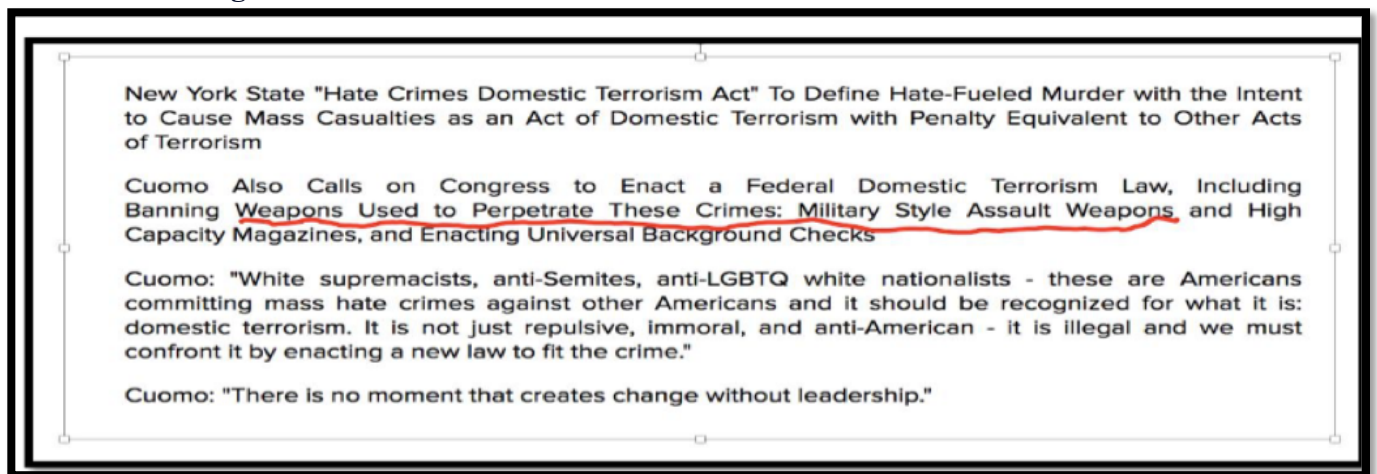 New York State "Hate Crimes Domestic Terrorism Act" To Define Hate-Fueled Murder with the Intent
to Cause Mass Casualties as an Act of Domestic Terrorism with Penalty Equivalent to Other Acts
of Terrorism
Cuomo Also Calls on Congress to Enact a Federal Domestic Terrorism Law, Including
Banning Weapons Used to Perpetrate These Crimes: Military Style Assault Weapons and High
Capacity Magazines, and Enacting Universal Background Checks
Cuomo: "White supremacists, anti-Semites, anti-LGBTQ white nationalists - these are Americans
committing mass hate crimes against other Americans and it should be recognized for what it is:
domestic terrorism. It is not just repulsive, immoral, and anti-American - it is illegal and we must
confront it by enacting a new law to fit the crime."
Cuomo: "There is no moment that creates change without leadership."